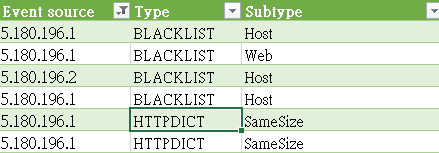 Event source Type Subtype
5.180.196.1 BLACKLIST Host
5.180.196.1 BLACKLIST Web
5.180.196.2 BLACKLIST Host
5.180.196.1 BLACKLIST Host
5.180.196.1 HTTPDICT SameSize
5.180.196.1 HTTPDICT SameSize